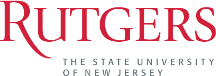 RUTGERS
THE STATE UNIVERSITY
OF NEW JERSEY